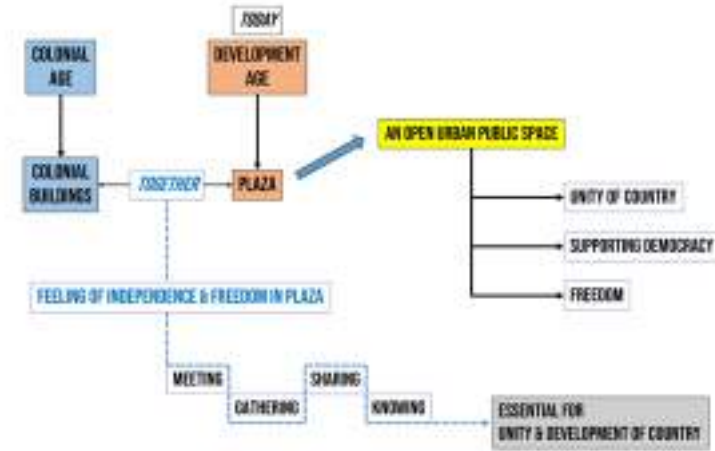 TODAY
COLONIAL
AGE
DEVELOPMENT
AGE
AN OPEN URBAN PUBLIC SPACE
COLONIAL
BUILDINGS
TOGETHER
PLAZA
UNITY OF COUNTRY
SUPPORTING DEMOCRACY
FREEDOM
FEELING OF INDEPENDENCE & FREEDOM IN PLAZA
MEETING
SHARING
GATHERING
KNOWING
ESSENTIAL FOR
UNITY & DEVELOPMENT OF COUNTRY